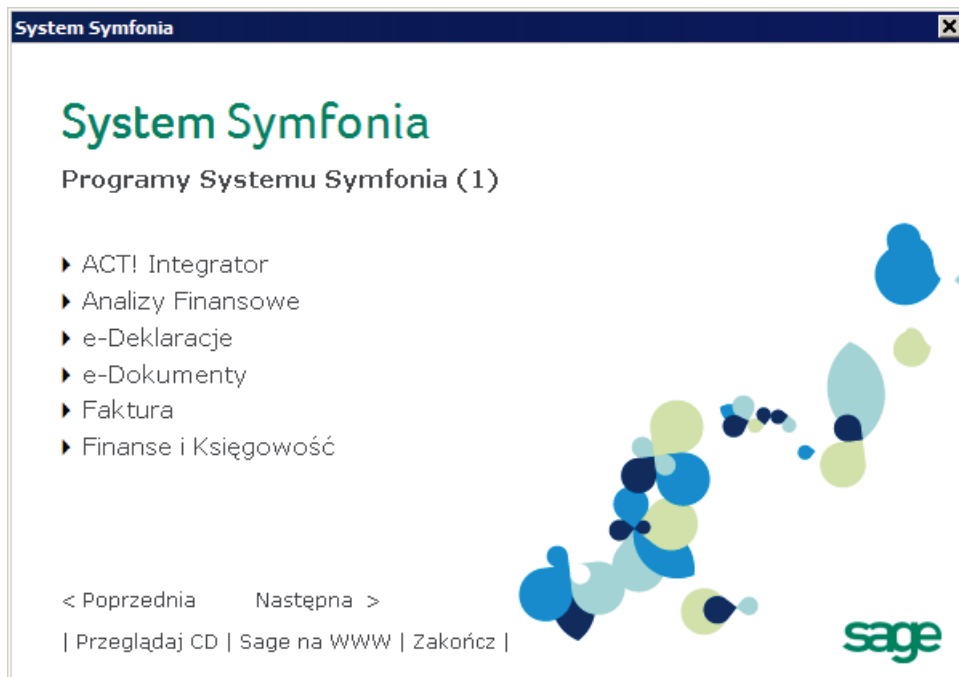 System Symfonia
System Symfonia
Programy Systemu Symfonia (1)
ACT! Integrator
Analizy Finansowe
e-Deklaracje
e-Dokumenty
Faktura
Finanse i Księgowość
< Poprzednia Następna >
| Przeglądaj CD | Sage na WWW | Zakończ |
sage